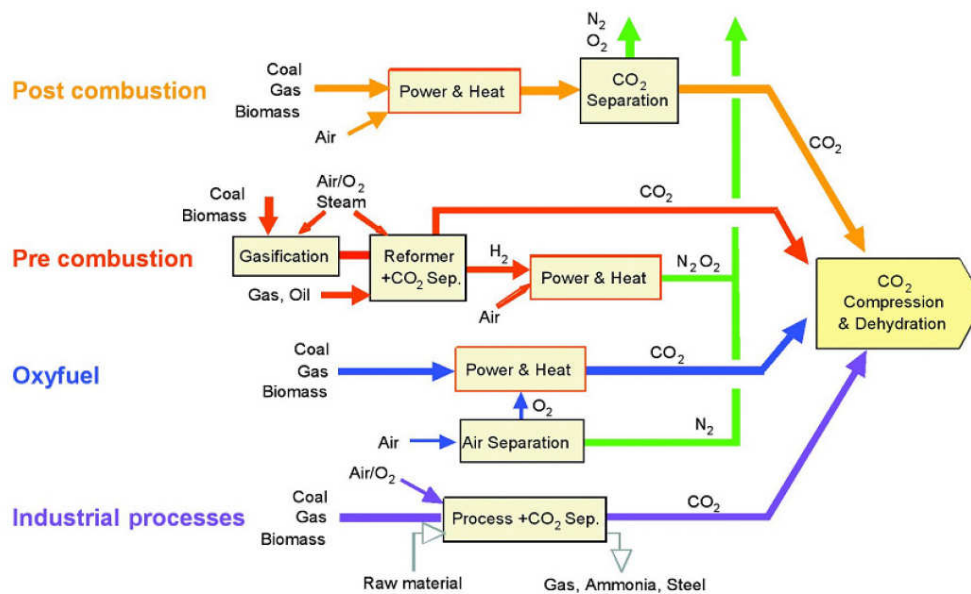 N₂
O₂
Post combustion
Coal
Gas
Biomass
Air
Power & Heat
CO₂
Separation
CO₂
Pre combustion
Coal
Biomass
Air/O₂
Steam
Gasification
Gas, Oil
Reformer
+CO₂ Sep.
H₂
Air
Power & Heat
N₂O₂
CO₂
CO₂
Compression
& Dehydration
Oxyfuel
Coal
Gas
Biomass
Power & Heat
CO₂
O₂
Air
Air Separation
N₂
Industrial processes
Air/O₂
Coal
Gas
Biomass
Process +CO₂ Sep.
CO₂
Raw material
Gas, Ammonia, Steel